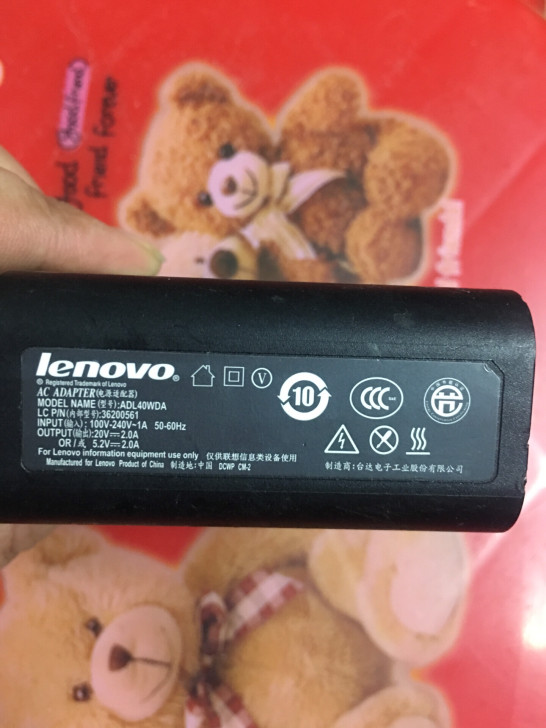 good friend
Friend Forever
lenovo®
® Registered Trademark of Lenovo
AC ADAPTER(电源适配器)
MODEL NAME(型号):ADL40WDA
LC P/N(内部型号):36200561
INPUT(输入): 100V-240V~1A 50-60Hz
OUTPUT(输出):20V⎓2.0A
OR/或 5.2V⎓2.0A
For Lenovo information equipment use only 仅供联想信息类设备使用
Manufactured for Lenovo Product of China 制造地:中国 DCWP CM-2
V
10
CCC
制造商:台达电子工业股份有限公司